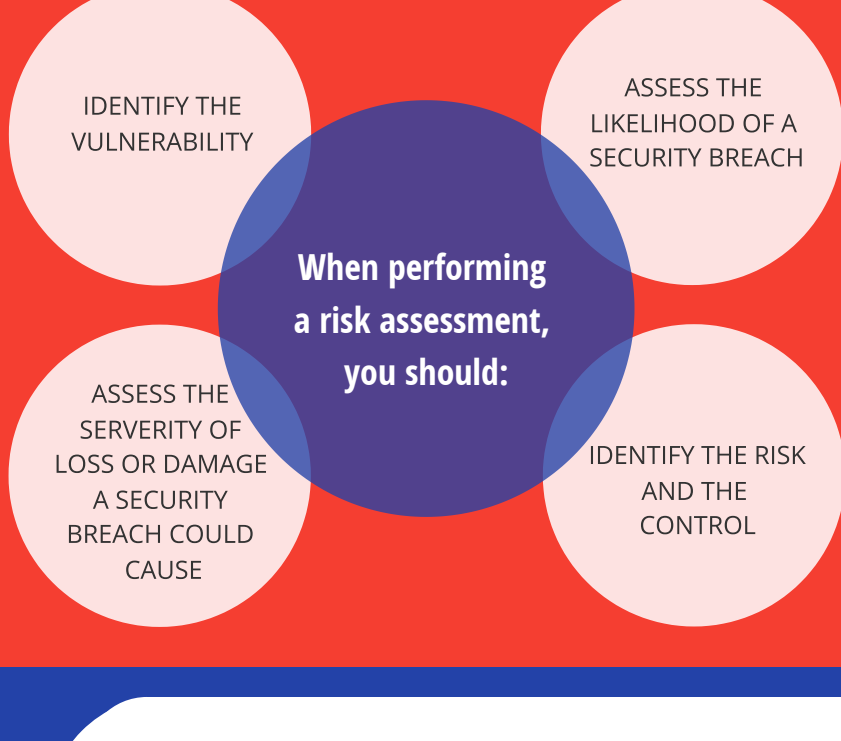 IDENTIFY THE
VULNERABILITY
ASSESS THE
LIKELIHOOD OF A
SECURITY BREACH
When performing
a risk assessment,
you should:
ASSESS THE
SERVERITY OF
LOSS OR DAMAGE
A SECURITY
BREACH COULD
CAUSE
IDENTIFY THE RISK
AND THE
CONTROL